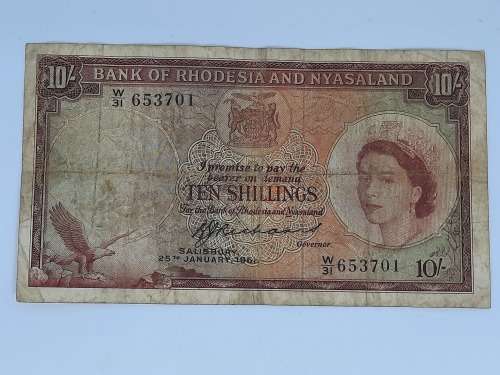 10/- BANK OF RHODESIA AND NYASALAND 10/-
W/31 653701
I promise to pay the
bearer on demand
TEN SHILLINGS
For the Bank of Rhodesia and Nyasaland
Governor.
SALISBURY,
25TH JANUARY,
W/31 653701 10/-